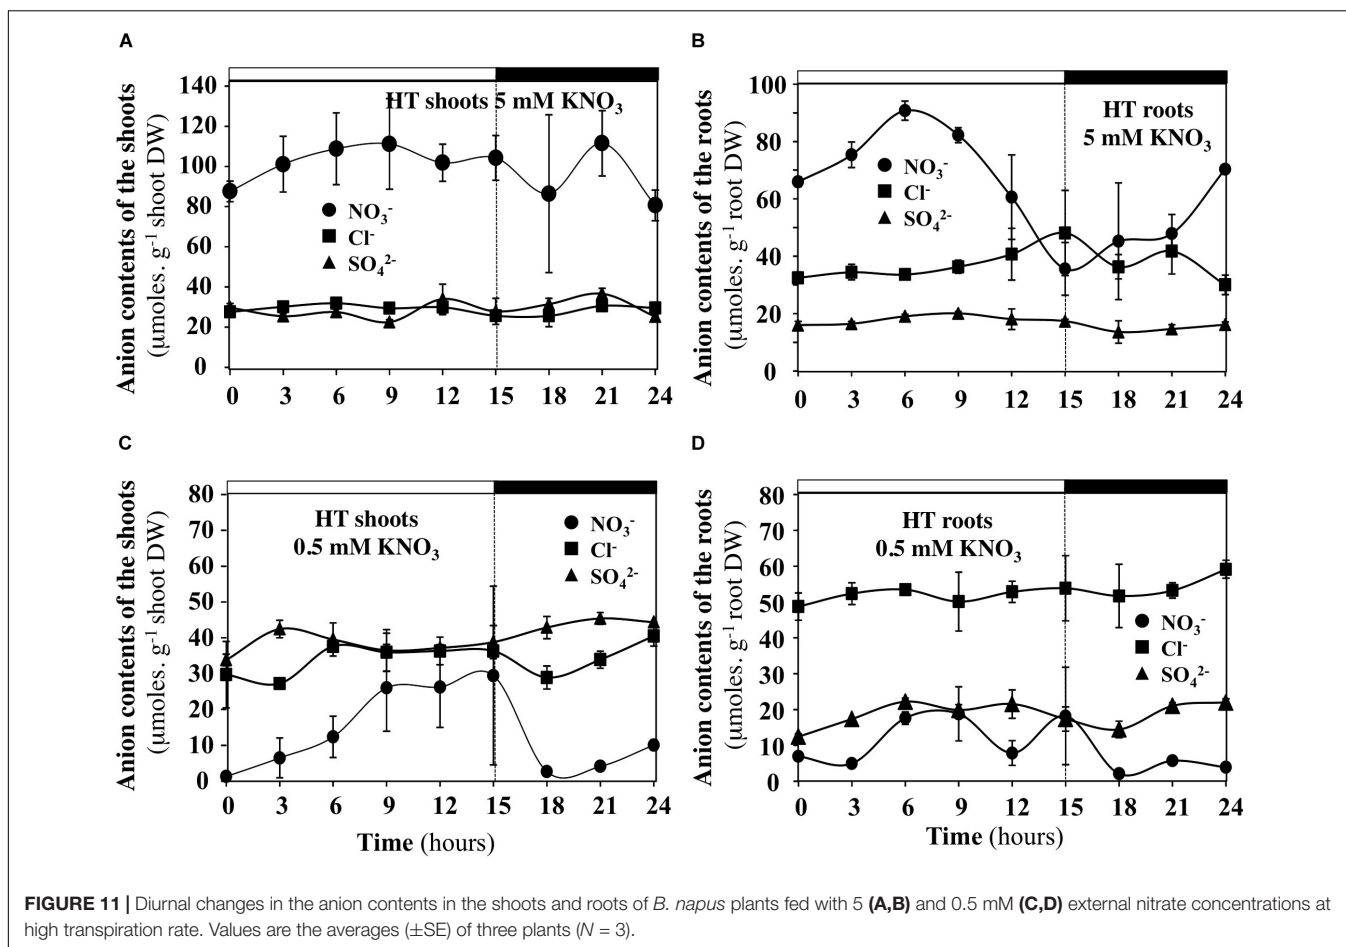 A
Anion contents of the shoots
(µmoles. g⁻¹ shoot DW)
140
120
100
80
60
40
20
0
HT shoots 5 mM KNO₃
NO₃⁻
Cl⁻
SO₄²⁻
0 3 6 9 12 15 18 21 24
B
Anion contents of the roots
(µmoles. g⁻¹ root DW)
100
80
60
40
20
0
HT roots
5 mM KNO₃
NO₃⁻
Cl⁻
SO₄²⁻
0 3 6 9 12 15 18 21 24
C
Anion contents of the shoots
(µmoles. g⁻¹ shoot DW)
80
70
60
50
40
30
20
10
0
HT shoots
0.5 mM KNO₃
NO₃⁻
Cl⁻
SO₄²⁻
0 3 6 9 12 15 18 21 24
Time (hours)
D
Anion contents of the roots
(µmoles. g⁻¹ root DW)
80
70
60
50
40
30
20
10
0
HT roots
0.5 mM KNO₃
NO₃⁻
Cl⁻
SO₄²⁻
0 3 6 9 12 15 18 21 24
Time (hours)
FIGURE 11 | Diurnal changes in the anion contents in the shoots and roots of B. napus plants fed with 5 (A,B) and 0.5 mM (C,D) external nitrate concentrations at
high transpiration rate. Values are the averages (±SE) of three plants (N = 3).